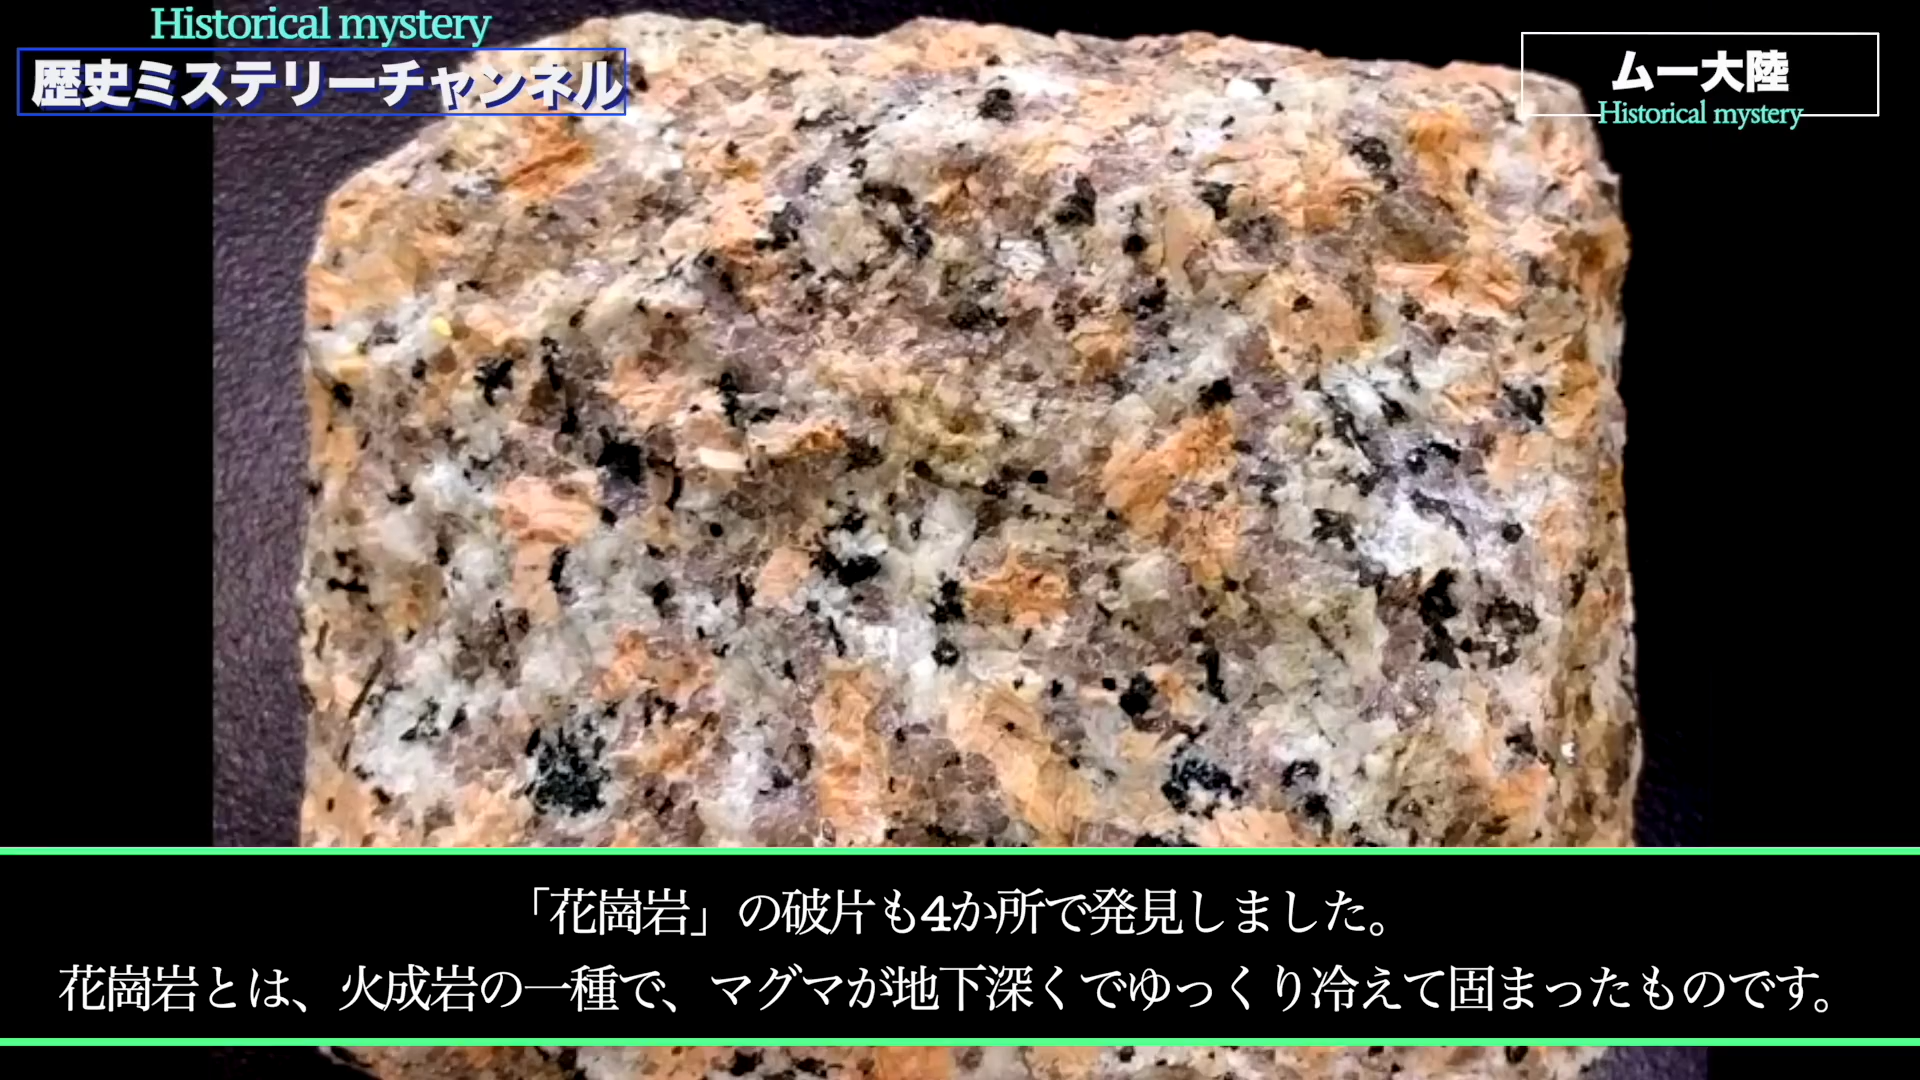 Historical mystery
歴史ミステリーチャンネル
ムー大陸
Historical mystery
「花崗岩」の破片も4か所で発見しました。
花崗岩とは、火成岩の一種で、マグマが地下深くでゆっくり冷えて固まったものです。